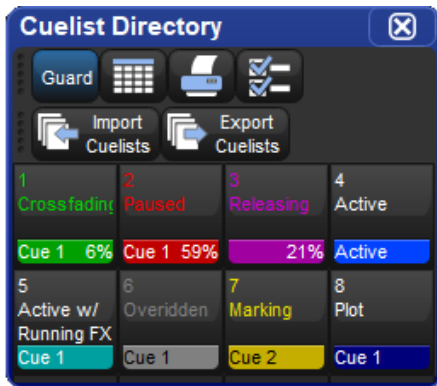 Cuelist Directory
Guard
Import Cuelists
Export Cuelists
1 2 3 4
Crossfading Paused Releasing Active
Cue 1 6% Cue 1 59% 21% Active
5 6 7 8
Active w/ Running FX Overidden Marking Plot
Cue 1 Cue 1 Cue 2 Cue 1